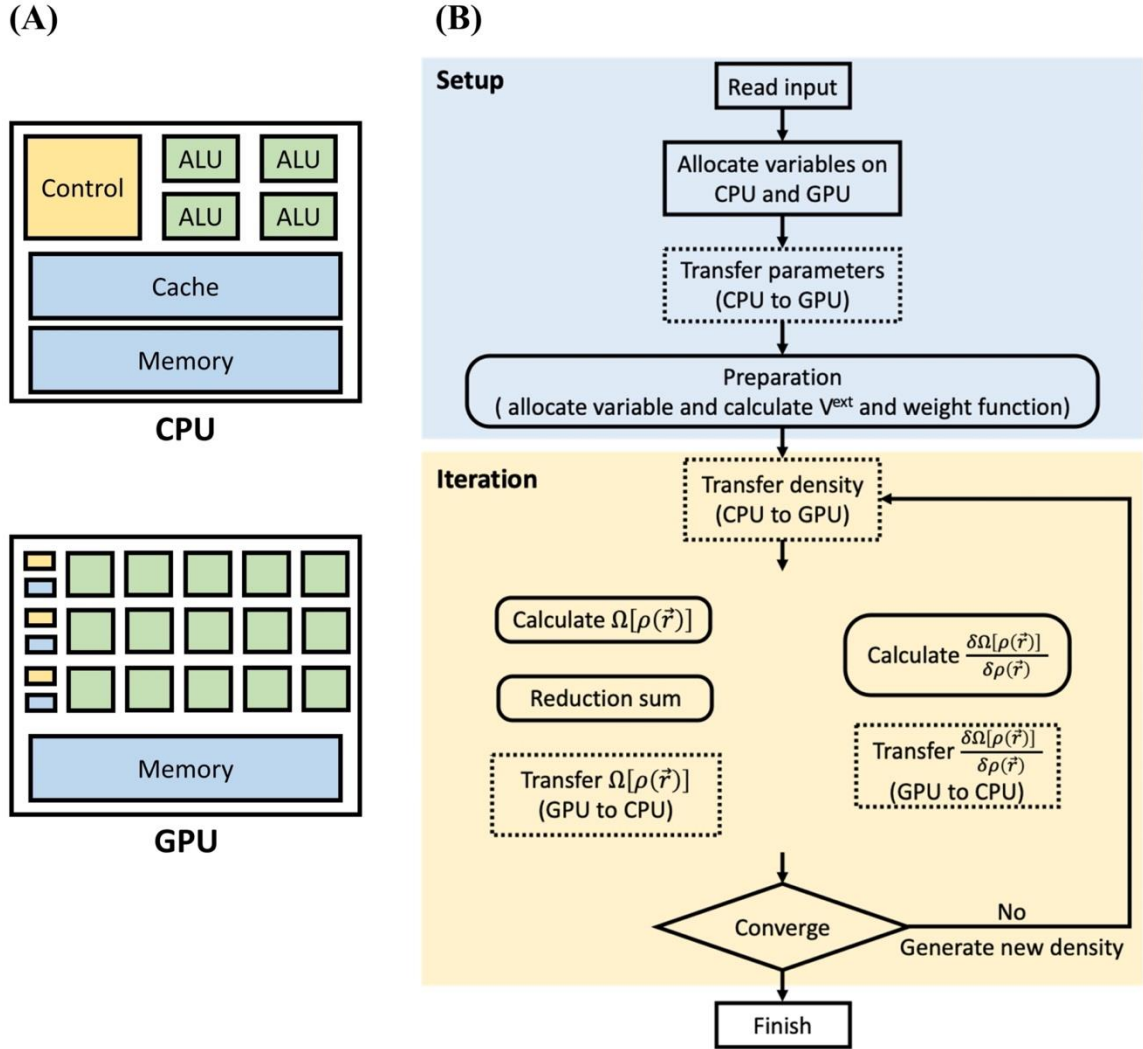 (A)
Control
ALU
ALU
ALU
ALU
Cache
Memory
CPU
Memory
GPU
(B)
Setup
Read input
Allocate variables on
CPU and GPU
Transfer parameters
(CPU to GPU)
Preparation
( allocate variable and calculate Vᵉˣᵗ and weight function)
Iteration
Transfer density
(CPU to GPU)
Calculate Ω[ρ(r⃗)]
Reduction sum
Transfer Ω[ρ(r⃗)]
(GPU to CPU)
Calculate δΩ[ρ(r⃗)]/δρ(r⃗)
Transfer δΩ[ρ(r⃗)]/δρ(r⃗)
(GPU to CPU)
Converge
No
Generate new density
Finish